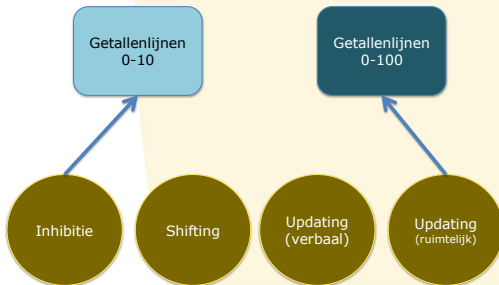 Getallenlijnen
0-10
Getallenlijnen
0-100
Inhibitie
Shifting
Updating
(verbaal)
Updating
(ruimtelijk)